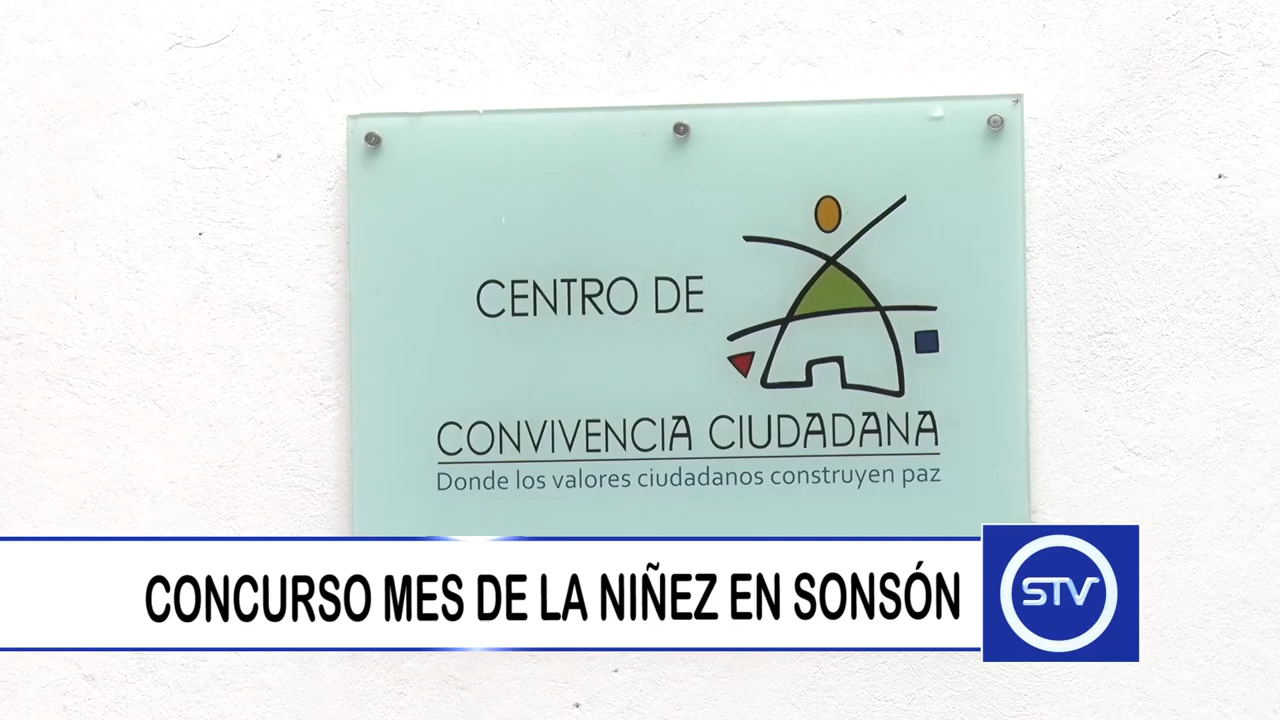 CENTRO DE
CONVIVENCIA CIUDADANA
Donde los valores ciudadanos construyen paz
CONCURSO MES DE LA NIÑEZ EN SONSÓN
STV